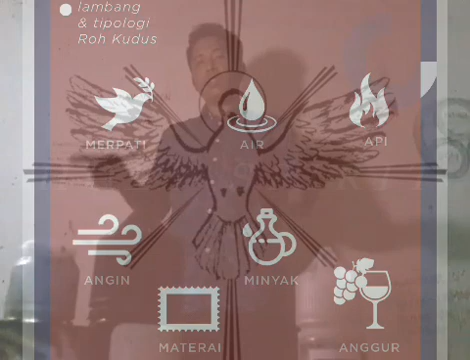 lambang
& tipologi
Roh Kudus
MERPATI
AIR
API
ANGIN
MINYAK
MATERAI
ANGGUR